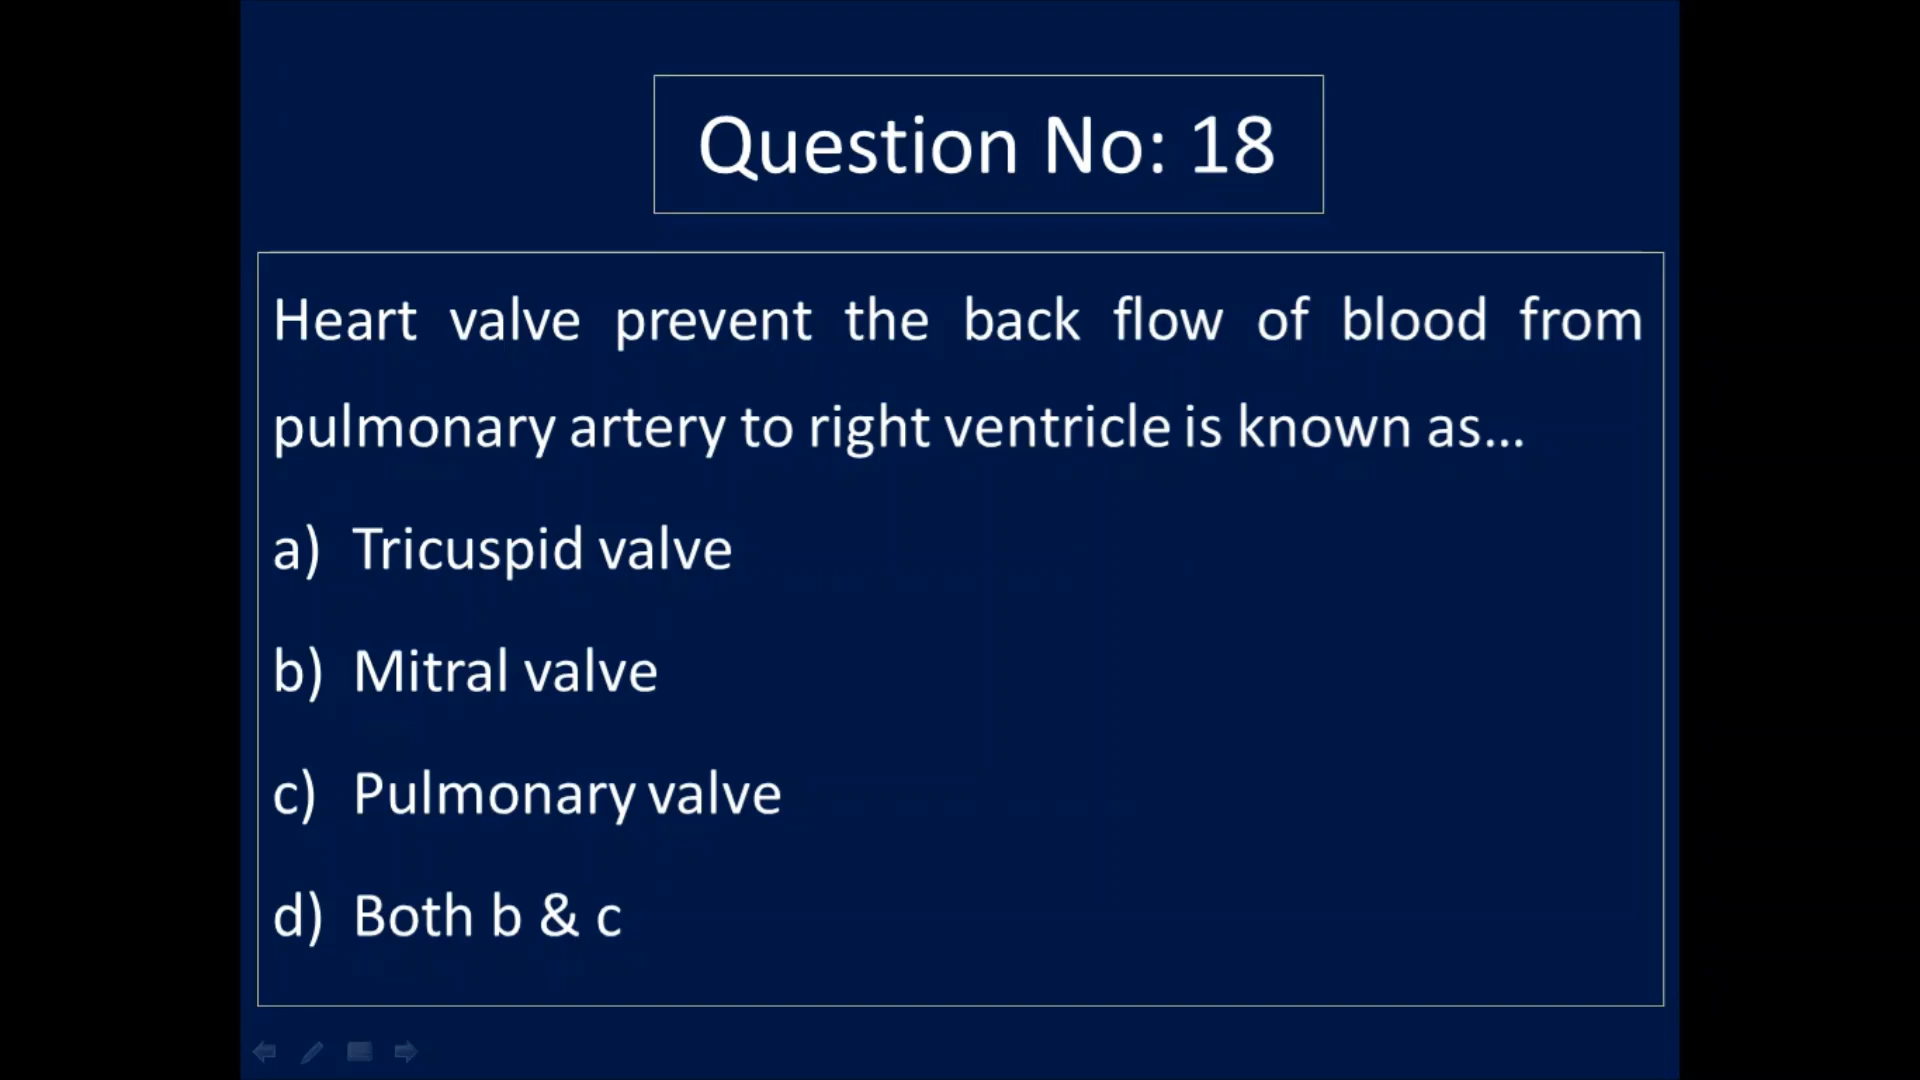 Question No: 18
Heart valve prevent the back flow of blood from
pulmonary artery to right ventricle is known as...
a) Tricuspid valve
b) Mitral valve
c) Pulmonary valve
d) Both b & c